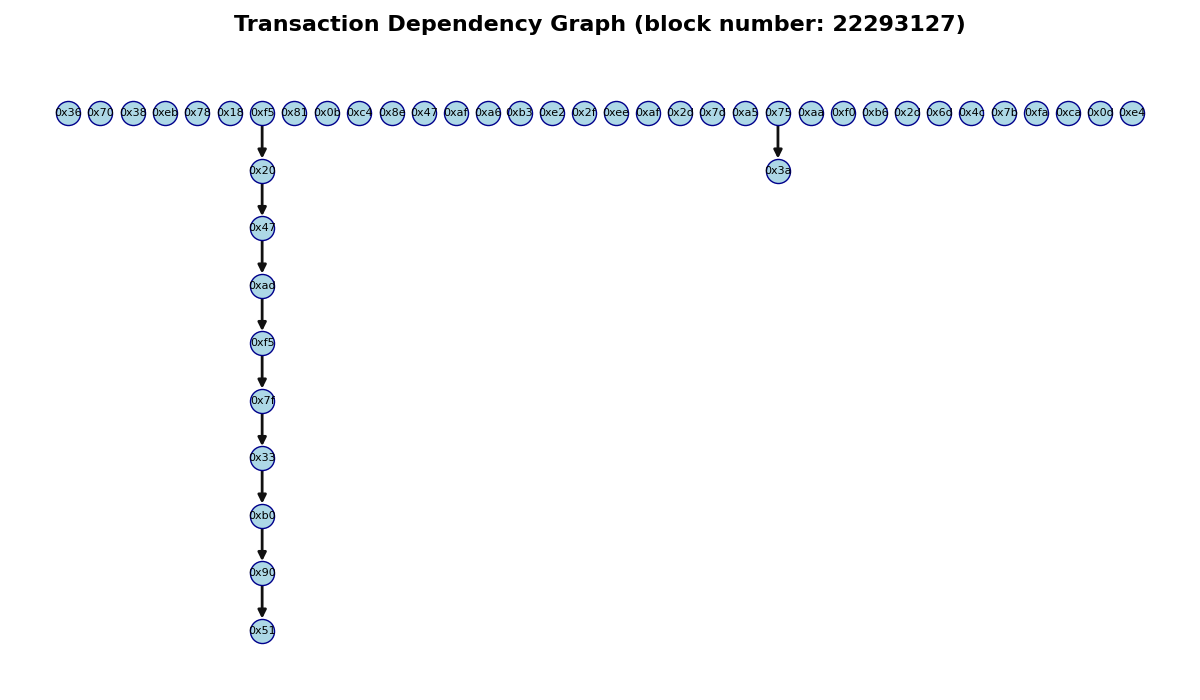 Transaction Dependency Graph (block number: 22293127)
0x36 0x70 0x38 0xeb 0x78 0x18 0xf5 0x81 0x0b 0xc4 0x8e 0x47 0xaf 0xa6 0xb3 0xe2 0x2f 0xee 0xaf 0x2d 0x7d 0xa5 0x75 0xaa 0xf0 0xb6 0x2d 0x6d 0x4c 0x7b 0xfa 0xca 0x0d 0xe4
0x20 0x3a
0x47
0xad
0xf5
0x7f
0x33
0xb0
0x90
0x51